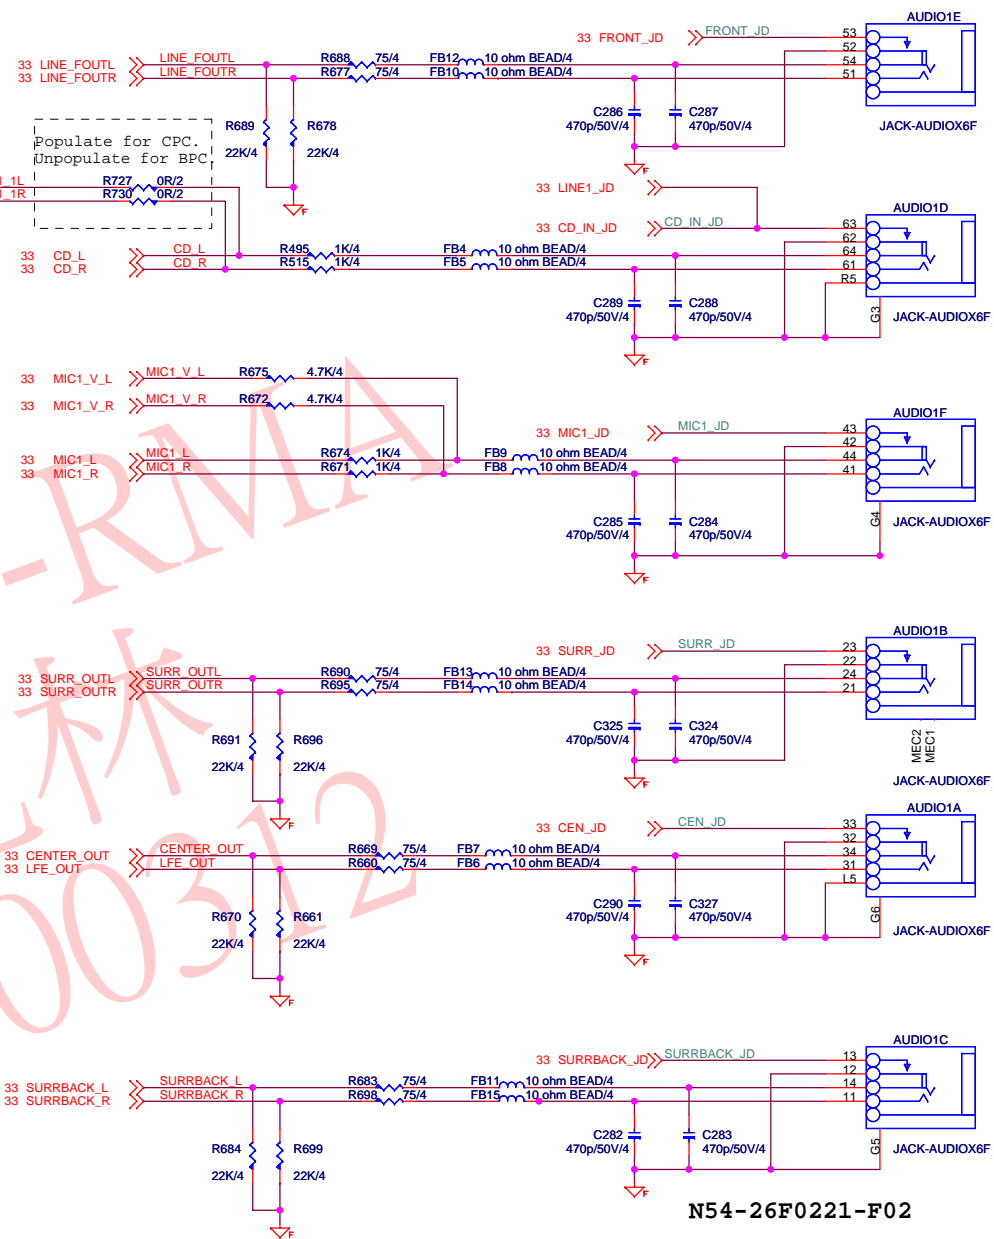 AUDIO1E
33 FRONT_JD FRONT_JD 53
52
33 LINE_FOUTL LINE_FOUTL R688 75/4 FB12 10 ohm BEAD/4 54
33 LINE_FOUTR LINE_FOUTR R677 75/4 FB10 10 ohm BEAD/4 51
C286 C287
470p/50V/4 470p/50V/4
R689 R678
22K/4 22K/4
F
JACK-AUDIOX6F
Populate for CPC.
Unpopulate for BPC.
_1L R727 0R/2
_1R R730 0R/2
F
33 LINE1_JD
AUDIO1D
33 CD_IN_JD CD_IN_JD 63
62
33 CD_L CD_L R495 1K/4 FB4 10 ohm BEAD/4 64
33 CD_R CD_R R515 1K/4 FB5 10 ohm BEAD/4 61
R5
C289 C288
470p/50V/4 470p/50V/4
G3
JACK-AUDIOX6F
F
33 MIC1_V_L MIC1_V_L R675 4.7K/4
33 MIC1_V_R MIC1_V_R R672 4.7K/4
AUDIO1F
33 MIC1_JD MIC1_JD 43
42
33 MIC1_L MIC1_L R674 1K/4 FB9 10 ohm BEAD/4 44
33 MIC1_R MIC1_R R671 1K/4 FB8 10 ohm BEAD/4 41
C285 C284
470p/50V/4 470p/50V/4
G4
JACK-AUDIOX6F
F
-RMA
AUDIO1B
33 SURR_JD SURR_JD 23
22
33 SURR_OUTL SURR_OUTL R690 75/4 FB13 10 ohm BEAD/4 24
33 SURR_OUTR SURR_OUTR R695 75/4 FB14 10 ohm BEAD/4 21
C325 C324
470p/50V/4 470p/50V/4
R691 R696
22K/4 22K/4
MEC2
MEC1
JACK-AUDIOX6F
F
F
林
AUDIO1A
33 CEN_JD CEN_JD 33
32
33 CENTER_OUT CENTER_OUT R669 75/4 FB7 10 ohm BEAD/4 34
33 LFE_OUT LFE_OUT R660 75/4 FB6 10 ohm BEAD/4 31
L5
C290 C327
470p/50V/4 470p/50V/4
R670 R661
22K/4 22K/4
G6
JACK-AUDIOX6F
F
F
00312
AUDIO1C
33 SURRBACK_JD SURRBACK_JD 13
12
33 SURRBACK_L SURRBACK_L R683 75/4 FB11 10 ohm BEAD/4 14
33 SURRBACK_R SURRBACK_R R698 75/4 FB15 10 ohm BEAD/4 11
C282 C283
470p/50V/4 470p/50V/4
R684 R699
22K/4 22K/4
G5
JACK-AUDIOX6F
F
F
N54-26F0221-F02